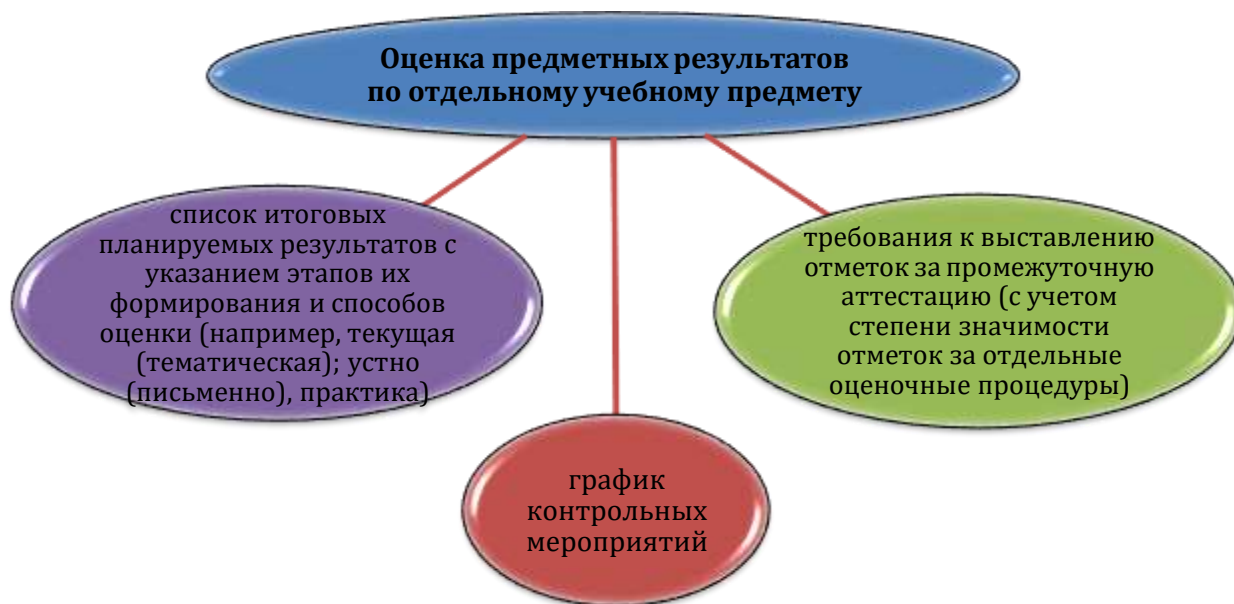 Оценка предметных результатов
по отдельному учебному предмету
список итоговых
планируемых результатов с
указанием этапов их
формирования и способов
оценки (например, текущая
(тематическая); устно
(письменно), практика)
требования к выставлению
отметок за промежуточную
аттестацию (с учетом
степени значимости
отметок за отдельные
оценочные процедуры)
график
контрольных
мероприятий